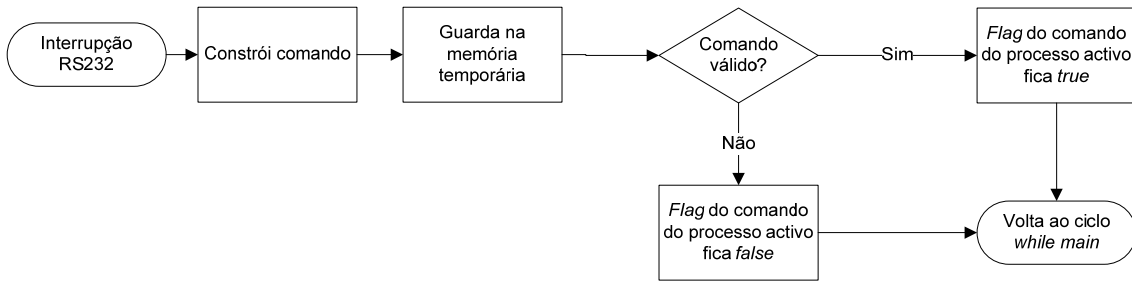 Interrupção
RS232
Constrói comando
Guarda na
memória
temporária
Comando
válido?
Sim
Flag do comando
do processo activo
fica true
Não
Flag do comando
do processo activo
fica false
Volta ao ciclo
while main